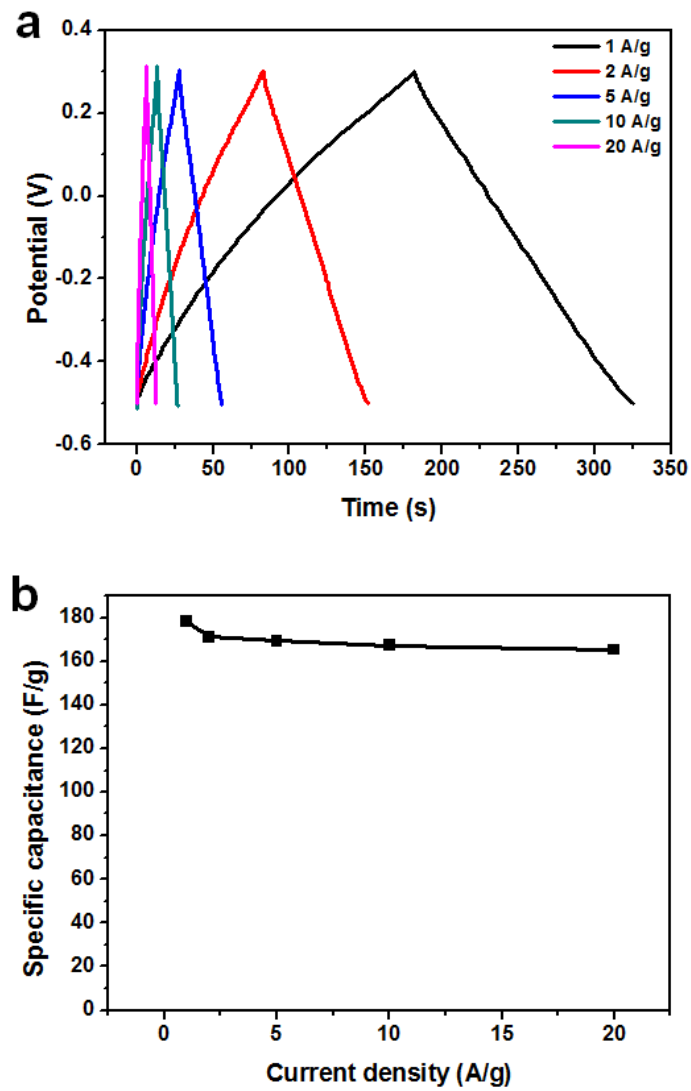 a
0.4
0.2
0.0
-0.2
-0.4
-0.6
Potential (V)
1 A/g
2 A/g
5 A/g
10 A/g
20 A/g
0 50 100 150 200 250 300 350
Time (s)
b
180
160
140
120
100
80
60
40
20
0
Specific capacitance (F/g)
0 5 10 15 20
Current density (A/g)